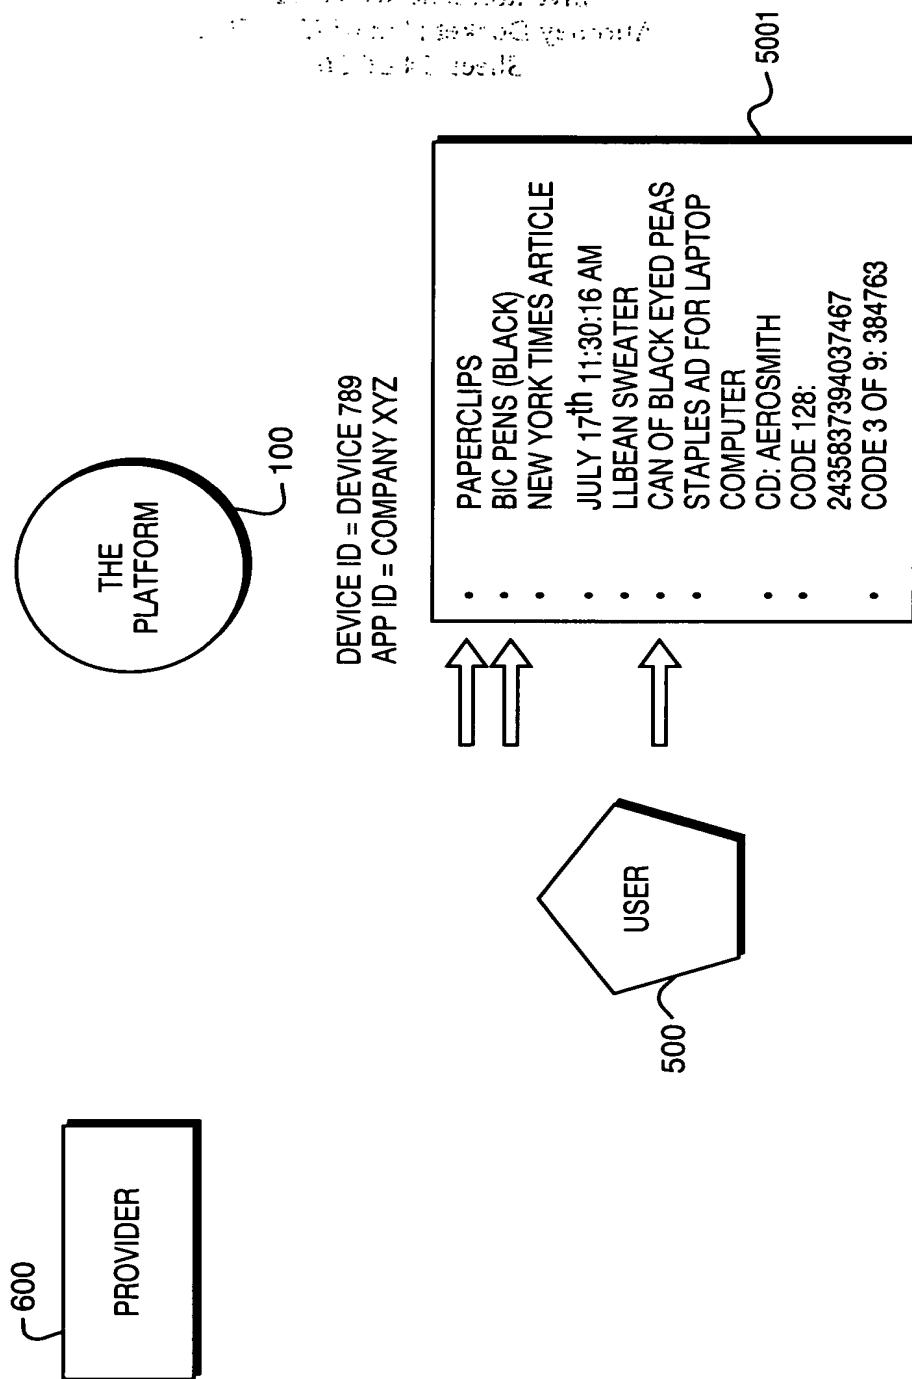 600
PROVIDER
THE
PLATFORM
100
USER
500
DEVICE ID = DEVICE 789
APP ID = COMPANY XYZ
• PAPERCLIPS
• BIC PENS (BLACK)
• NEW YORK TIMES ARTICLE
• JULY 17th 11:30:16 AM
• LLBEAN SWEATER
• CAN OF BLACK EYED PEAS
• STAPLES AD FOR LAPTOP
COMPUTER
• CD: AEROSMITH
• CODE 128:
24358373940374​67
• CODE 3 OF 9: 384763
5001